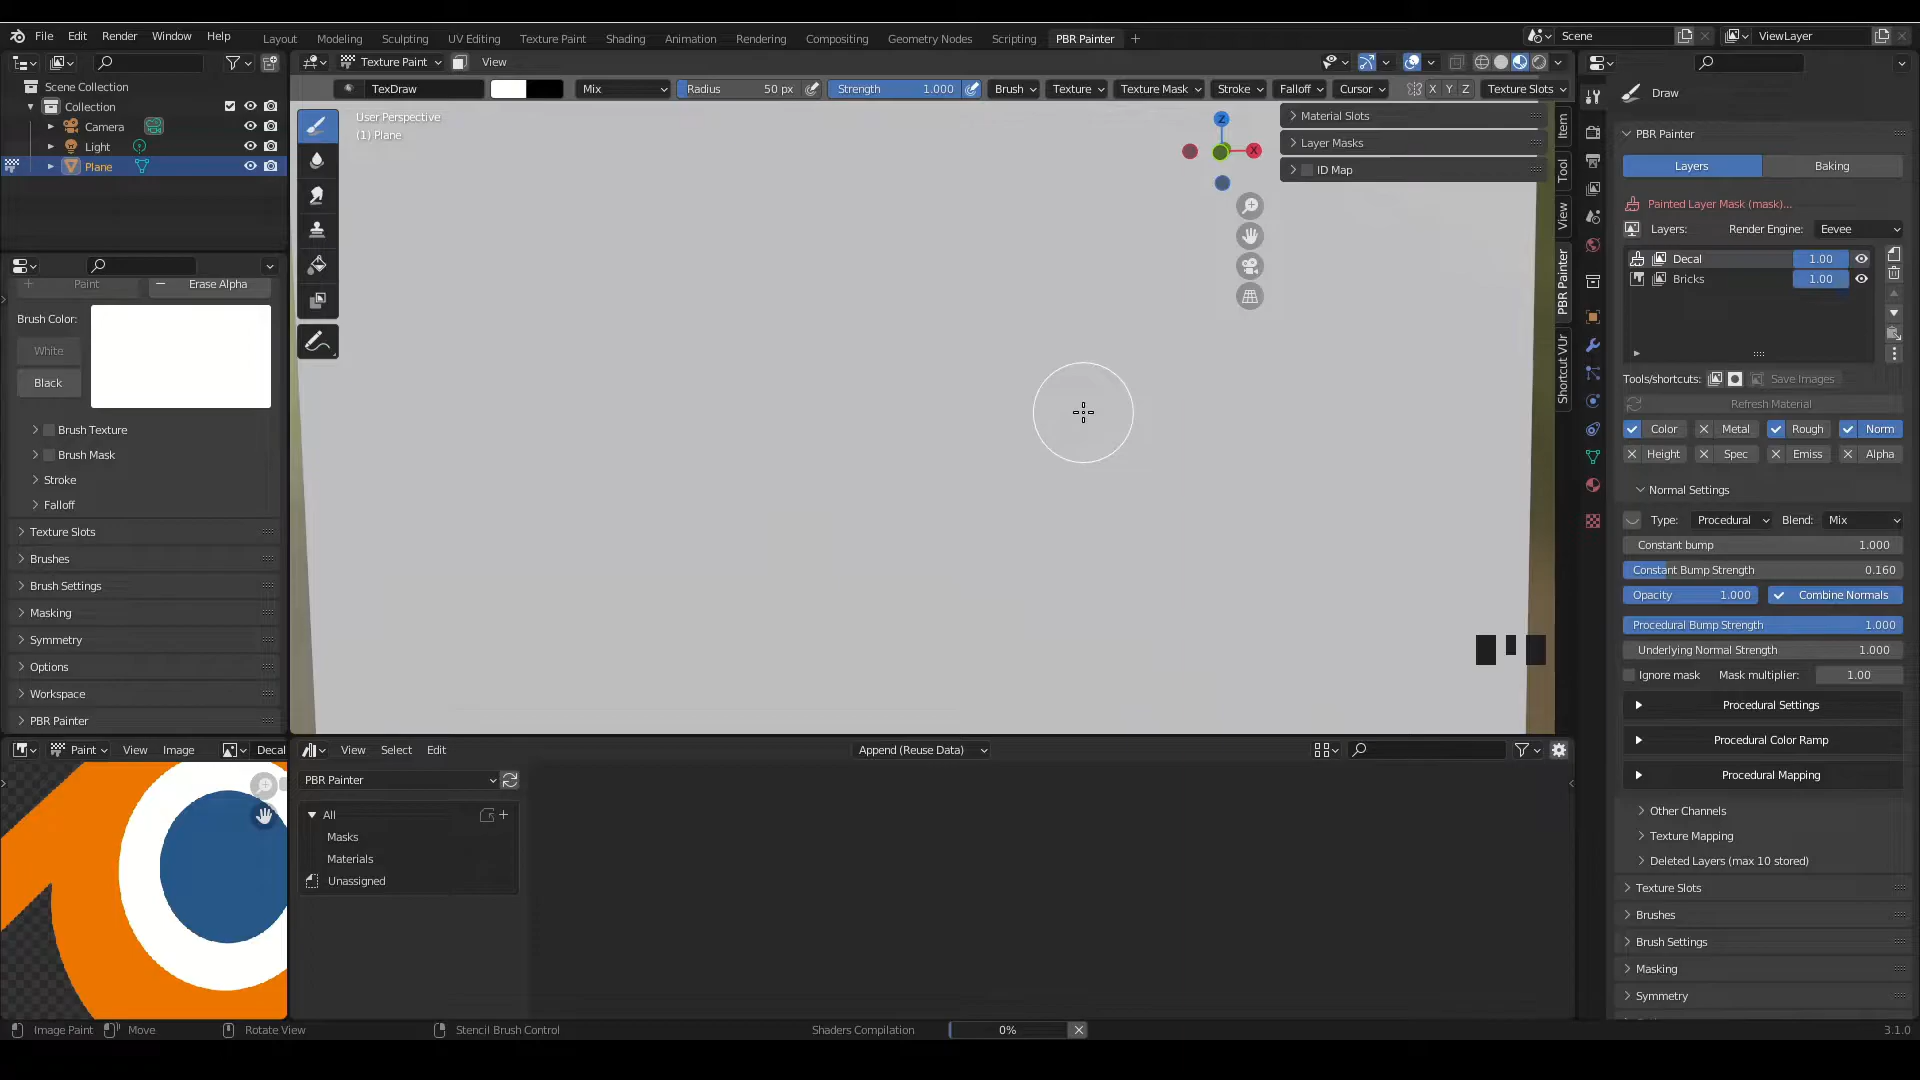 File Edit Render Window Help
Layout Modeling Sculpting UV Editing Texture Paint Shading Animation Rendering Compositing Geometry Nodes Scripting PBR Painter +
Scene
ViewLayer
Scene Collection
Collection
Camera
Light
Plane
Texture Paint
View
TexDraw
Mix
Radius 50 px
Strength 1.000
Brush
Texture
Texture Mask
Stroke
Falloff
Cursor
X Y Z
Texture Slots
User Perspective
(1) Plane
Z
X
Material Slots
Layer Masks
ID Map
Item
Tool
View
PBR Painter
Shortcut VUr
Paint
Erase Alpha
Brush Color:
White
Black
Brush Texture
Brush Mask
Stroke
Falloff
Texture Slots
Brushes
Brush Settings
Masking
Symmetry
Options
Workspace
PBR Painter
Paint
View
Image
Decal
View
Select
Edit
Append (Reuse Data)
PBR Painter
All
Masks
Materials
Unassigned
Draw
PBR Painter
Layers
Baking
Painted Layer Mask (mask)...
Layers:
Render Engine:
Eevee
Decal 1.00
Bricks 1.00
Tools/shortcuts:
Save Images
Refresh Material
Color Metal Rough Norm
Height Spec Emiss Alpha
Normal Settings
Type: Procedural Blend: Mix
Constant bump 1.000
Constant Bump Strength 0.160
Opacity 1.000
Combine Normals
Procedural Bump Strength 1.000
Underlying Normal Strength 1.000
Ignore mask
Mask multiplier: 1.00
Procedural Settings
Procedural Color Ramp
Procedural Mapping
Other Channels
Texture Mapping
Deleted Layers (max 10 stored)
Texture Slots
Brushes
Brush Settings
Masking
Symmetry
Image Paint
Move
Rotate View
Stencil Brush Control
Shaders Compilation
0%
3.1.0